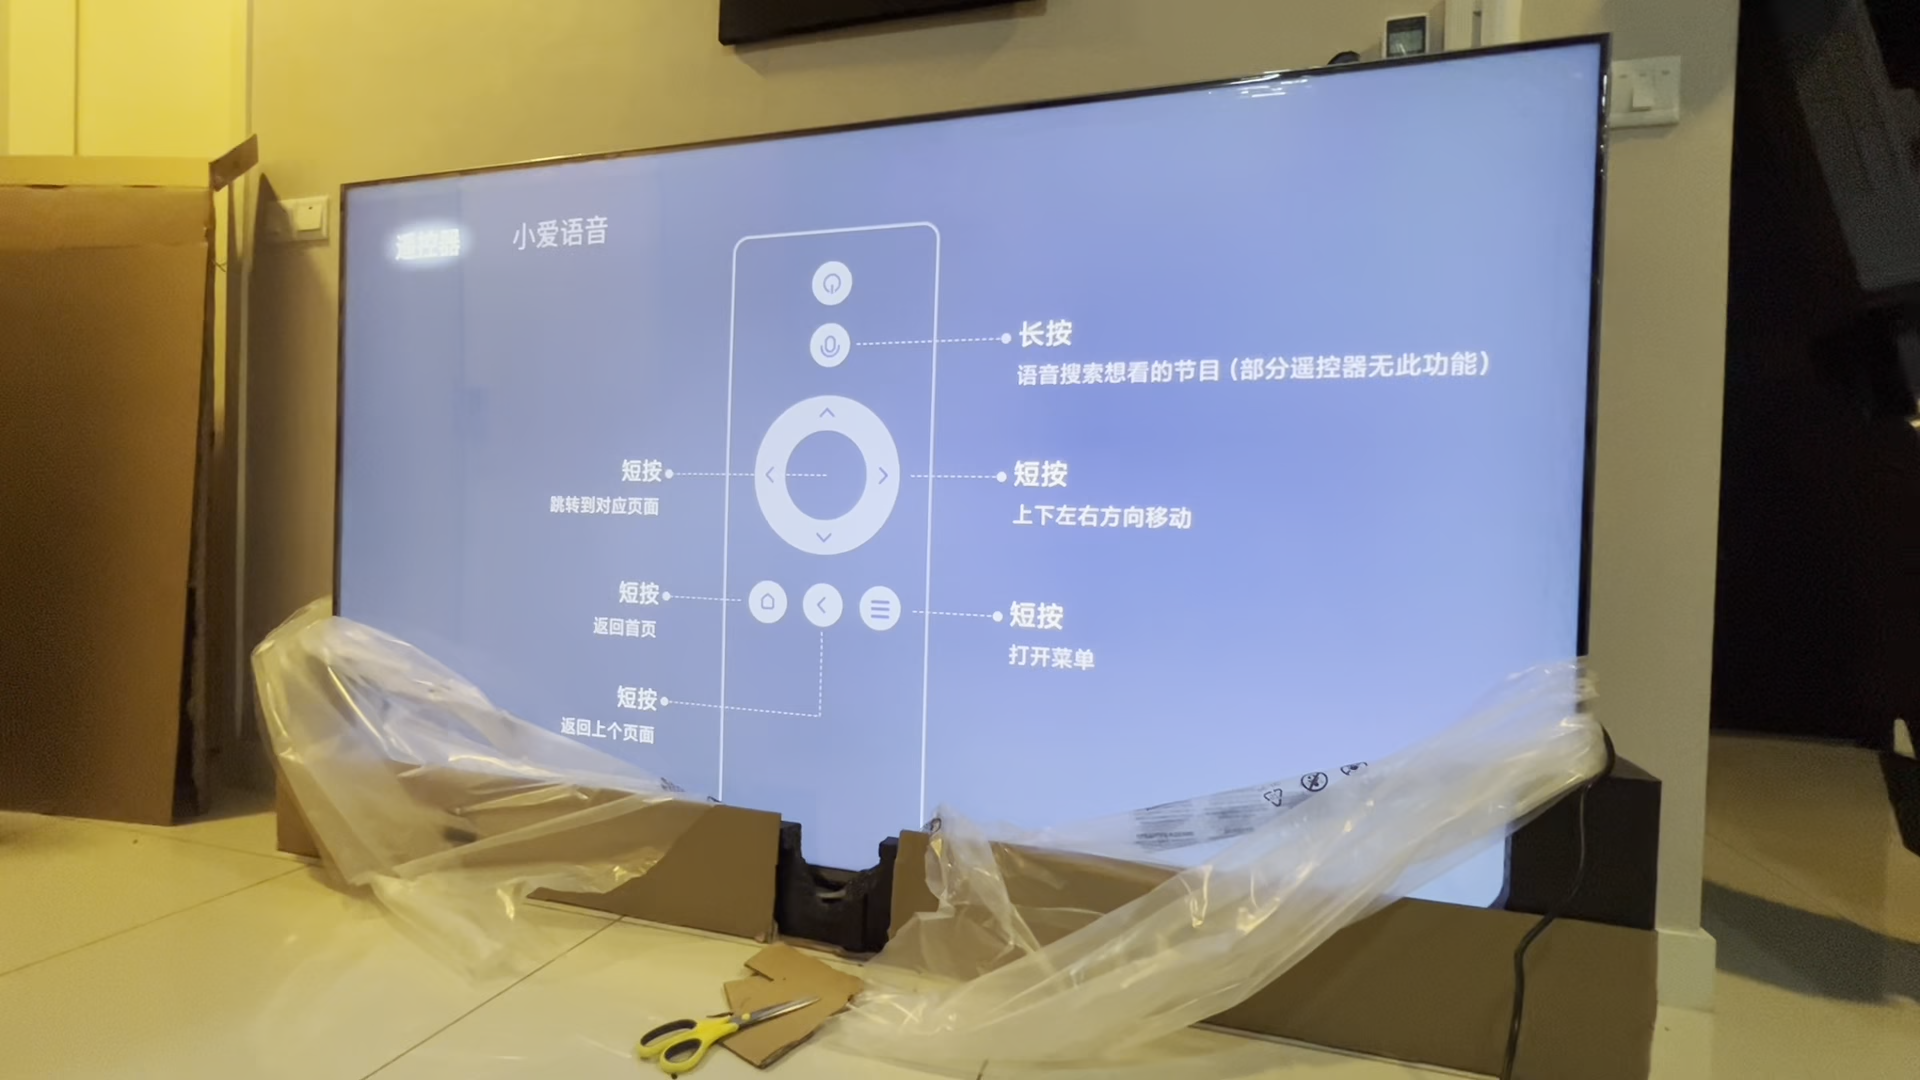 遥控器
小爱语音
长按
语音搜索想看的节目（部分遥控器无此功能）
短按
跳转到对应页面
短按
上下左右方向移动
短按
返回首页
短按
打开菜单
短按
返回上个页面